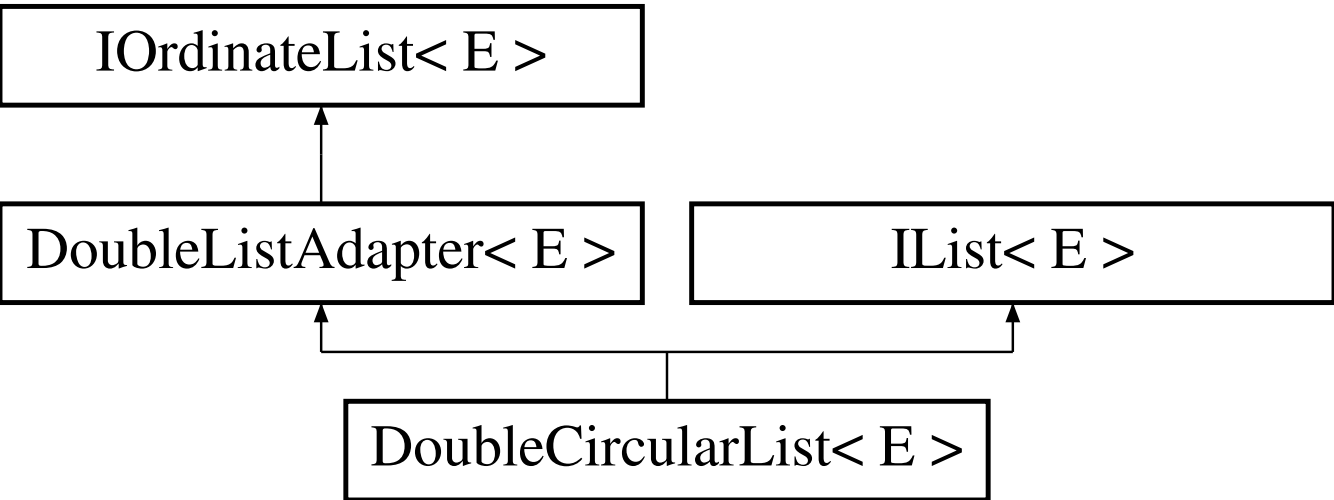 IOrdinateList< E >
DoubleListAdapter< E >
IList< E >
DoubleCircularList< E >